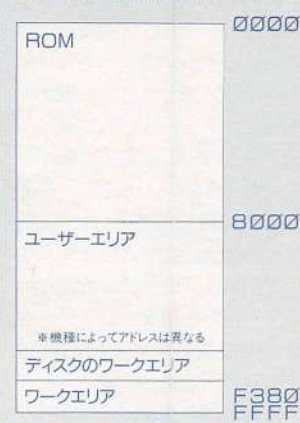 0000
ROM
8000
ユーザーエリア
※機種によってアドレスは異なる
ディスクのワークエリア
ワークエリア
F380
FFFF